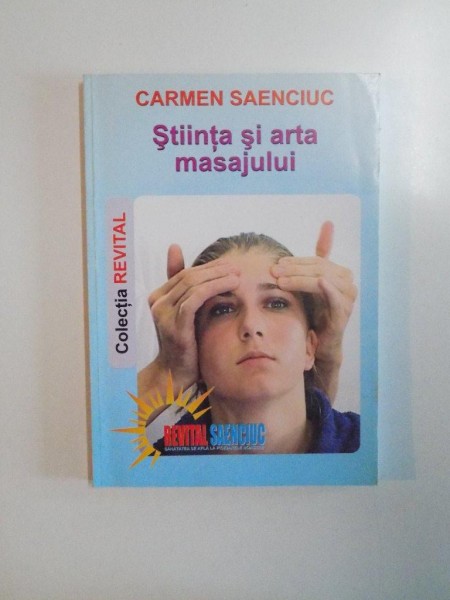 CARMEN SAENCIUC
Ştiinţa şi arta
masajului
Colecţia REVITAL
REVITAL SAENCIUC